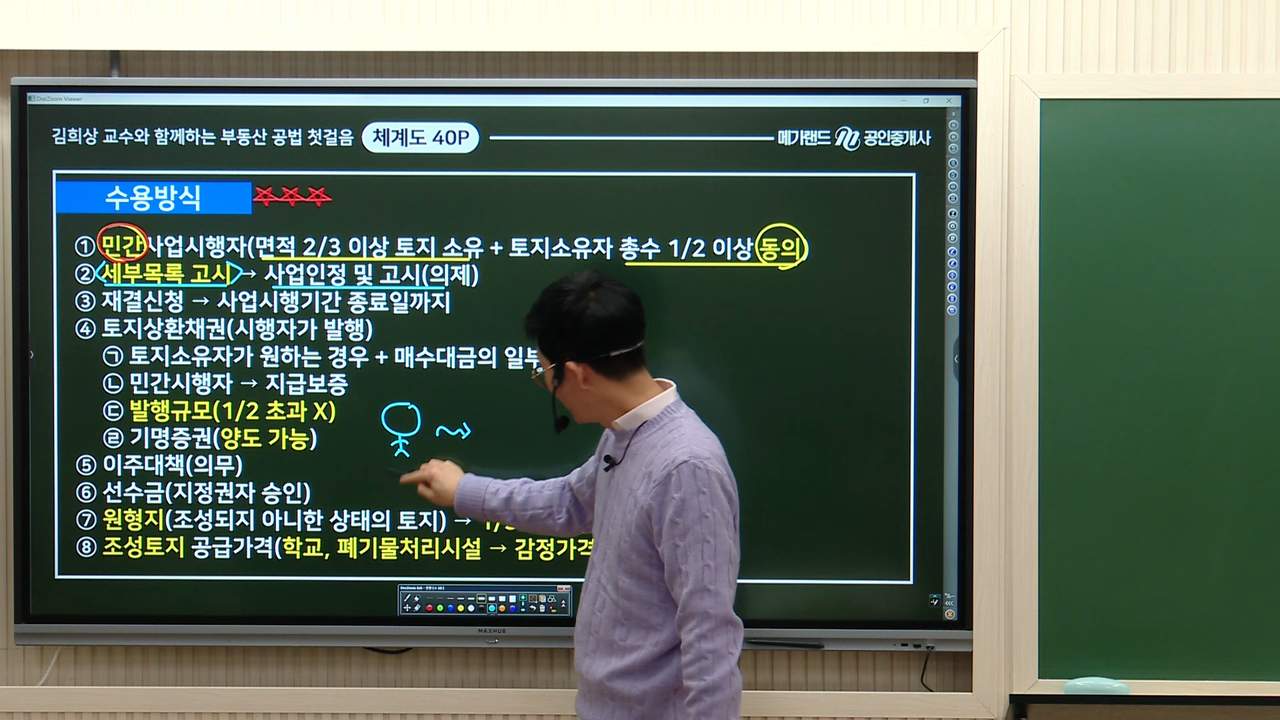 DocZoom Viewer
김희상 교수와 함께하는 부동산 공법 첫걸음 체계도 40P 메가랜드 공인중개사
수용방식
① 민간사업시행자(면적 2/3 이상 토지 소유 + 토지소유자 총수 1/2 이상 동의)
② 세부목록 고시 → 사업인정 및 고시(의제)
③ 재결신청 → 사업시행기간 종료일까지
④ 토지상환채권(시행자가 발행)
㉠ 토지소유자가 원하는 경우 + 매수대금의 일부
㉡ 민간시행자 → 지급보증
㉢ 발행규모(1/2 초과 X)
㉣ 기명증권(양도 가능)
⑤ 이주대책(의무)
⑥ 선수금(지정권자 승인)
⑦ 원형지(조성되지 아니한 상태의 토지) →
⑧ 조성토지 공급가격(학교, 폐기물처리시설 → 감정가격
MAXHUB